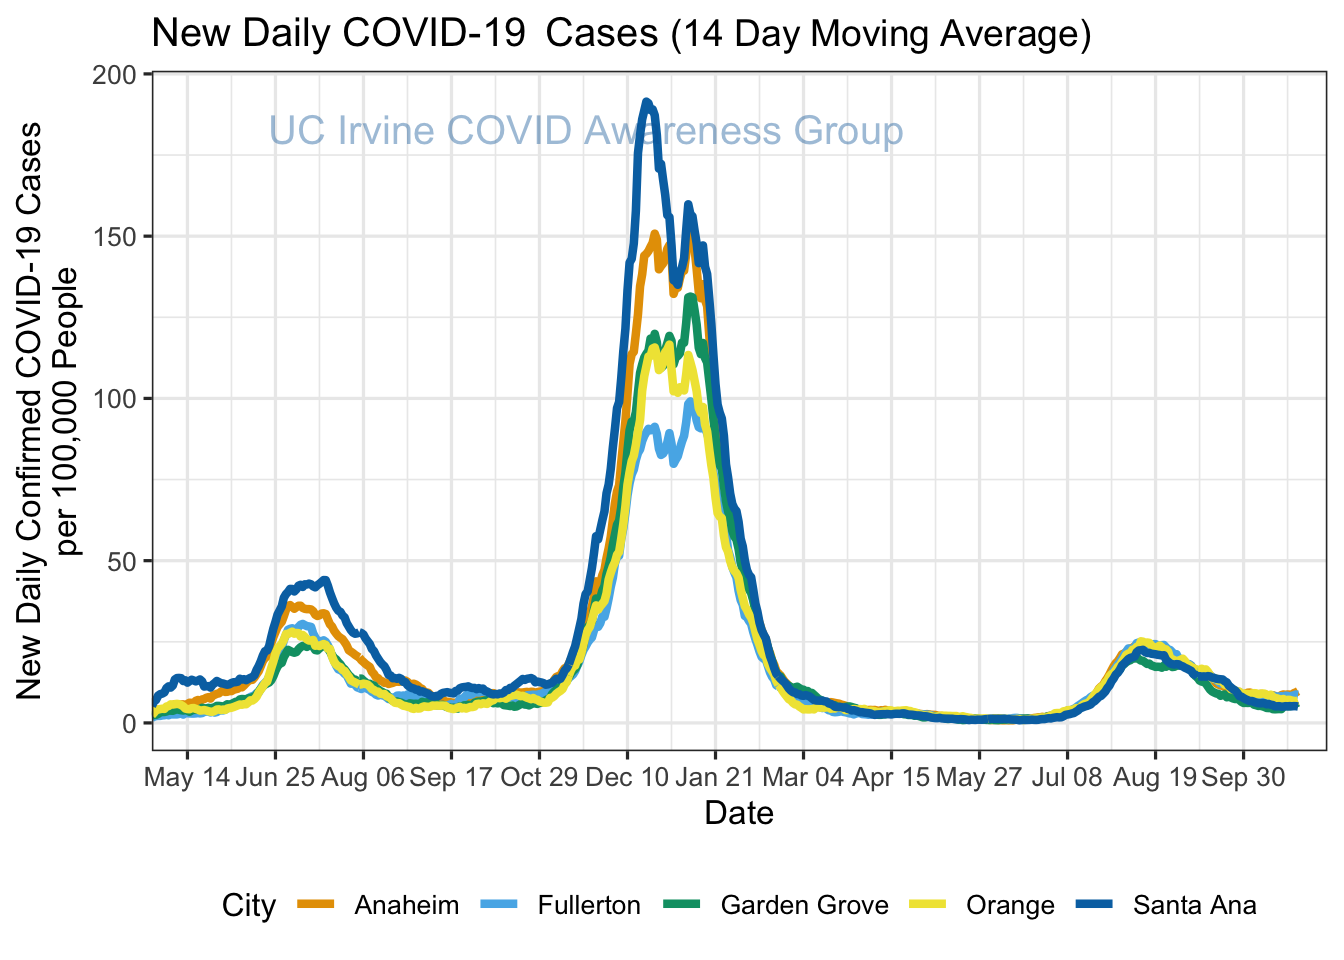 New Daily COVID-19 Cases (14 Day Moving Average)
UC Irvine COVID Awareness Group
New Daily Confirmed COVID-19 Cases
per 100,000 People
200
150
100
50
0
May 14 Jun 25 Aug 06 Sep 17 Oct 29 Dec 10 Jan 21 Mar 04 Apr 15 May 27 Jul 08 Aug 19 Sep 30
Date
City Anaheim Fullerton Garden Grove Orange Santa Ana